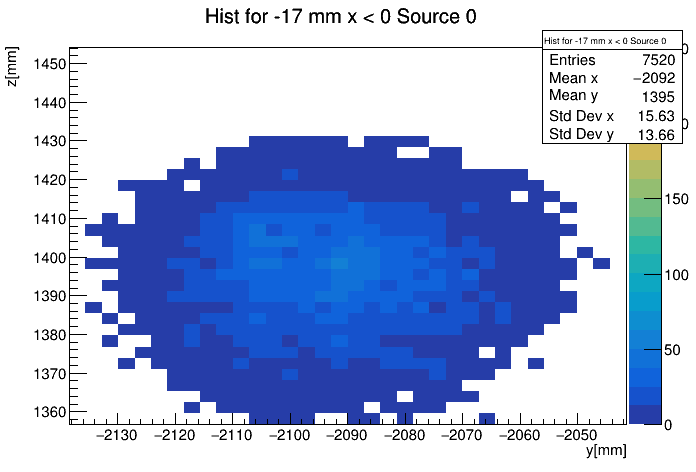 Hist for -17 mm x < 0 Source 0
Hist for -17 mm x < 0 Source 0
Entries 7520
Mean x −2092
Mean y 1395
Std Dev x 15.63
Std Dev y 13.66
z[mm]
1450
1440
1430
1420
1410
1400
1390
1380
1370
1360
−2130 −2120 −2110 −2100 −2090 −2080 −2070 −2060 −2050
y[mm]
150
100
50
0